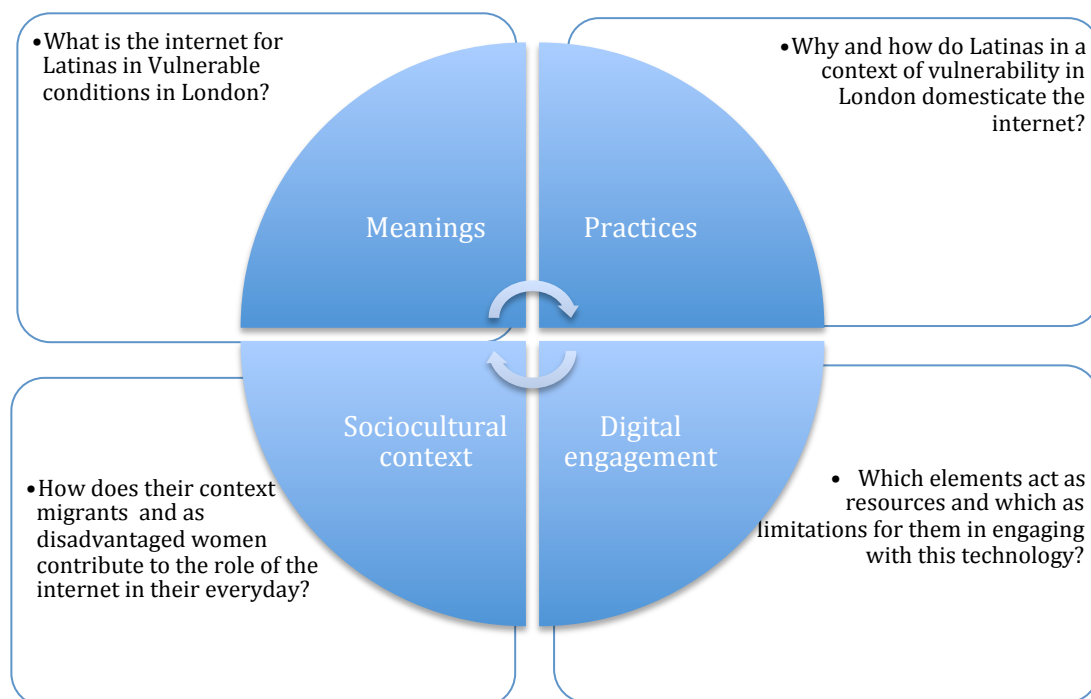 •What is the internet for
Latinas in Vulnerable
conditions in London?
•Why and how do Latinas in a
context of vulnerability in
London domesticate the
internet?
Meanings
Practices
Sociocultural
context
Digital
engagement
•How does their context
migrants and as
disadvantaged women
contribute to the role of the
internet in their everyday?
• Which elements act as
resources and which as
limitations for them in engaging
with this technology?